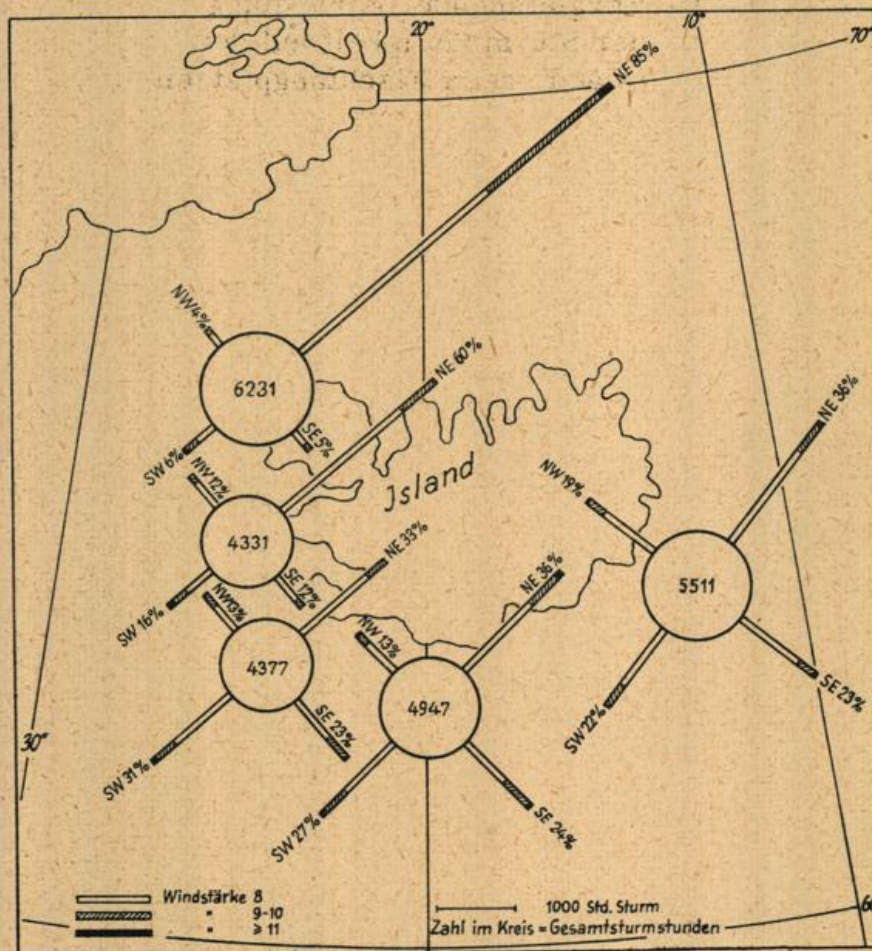 20°
10°
70°
NE 85%
NW 4%
6231
SE 5%
SW 6%
NE 60%
NW 12%
4331
SE 12%
SW 16%
Jsland
NE 33%
NW 13%
4377
SE 23%
SW 31%
NE 36%
NW 13%
4947
SE 24%
SW 27%
NE 36%
NW 19%
5511
SE 23%
SW 22%
30°
60
Windstärke 8
" 9-10
" ≥ 11
1000 Std. Sturm
Zahl im Kreis = Gesamtsturmstunden